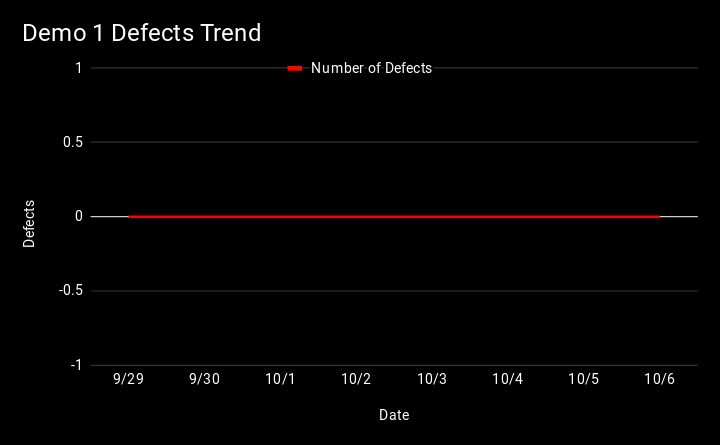 Demo 1 Defects Trend
Number of Defects
1
0.5
0
-0.5
-1
Defects
9/29 9/30 10/1 10/2 10/3 10/4 10/5 10/6
Date